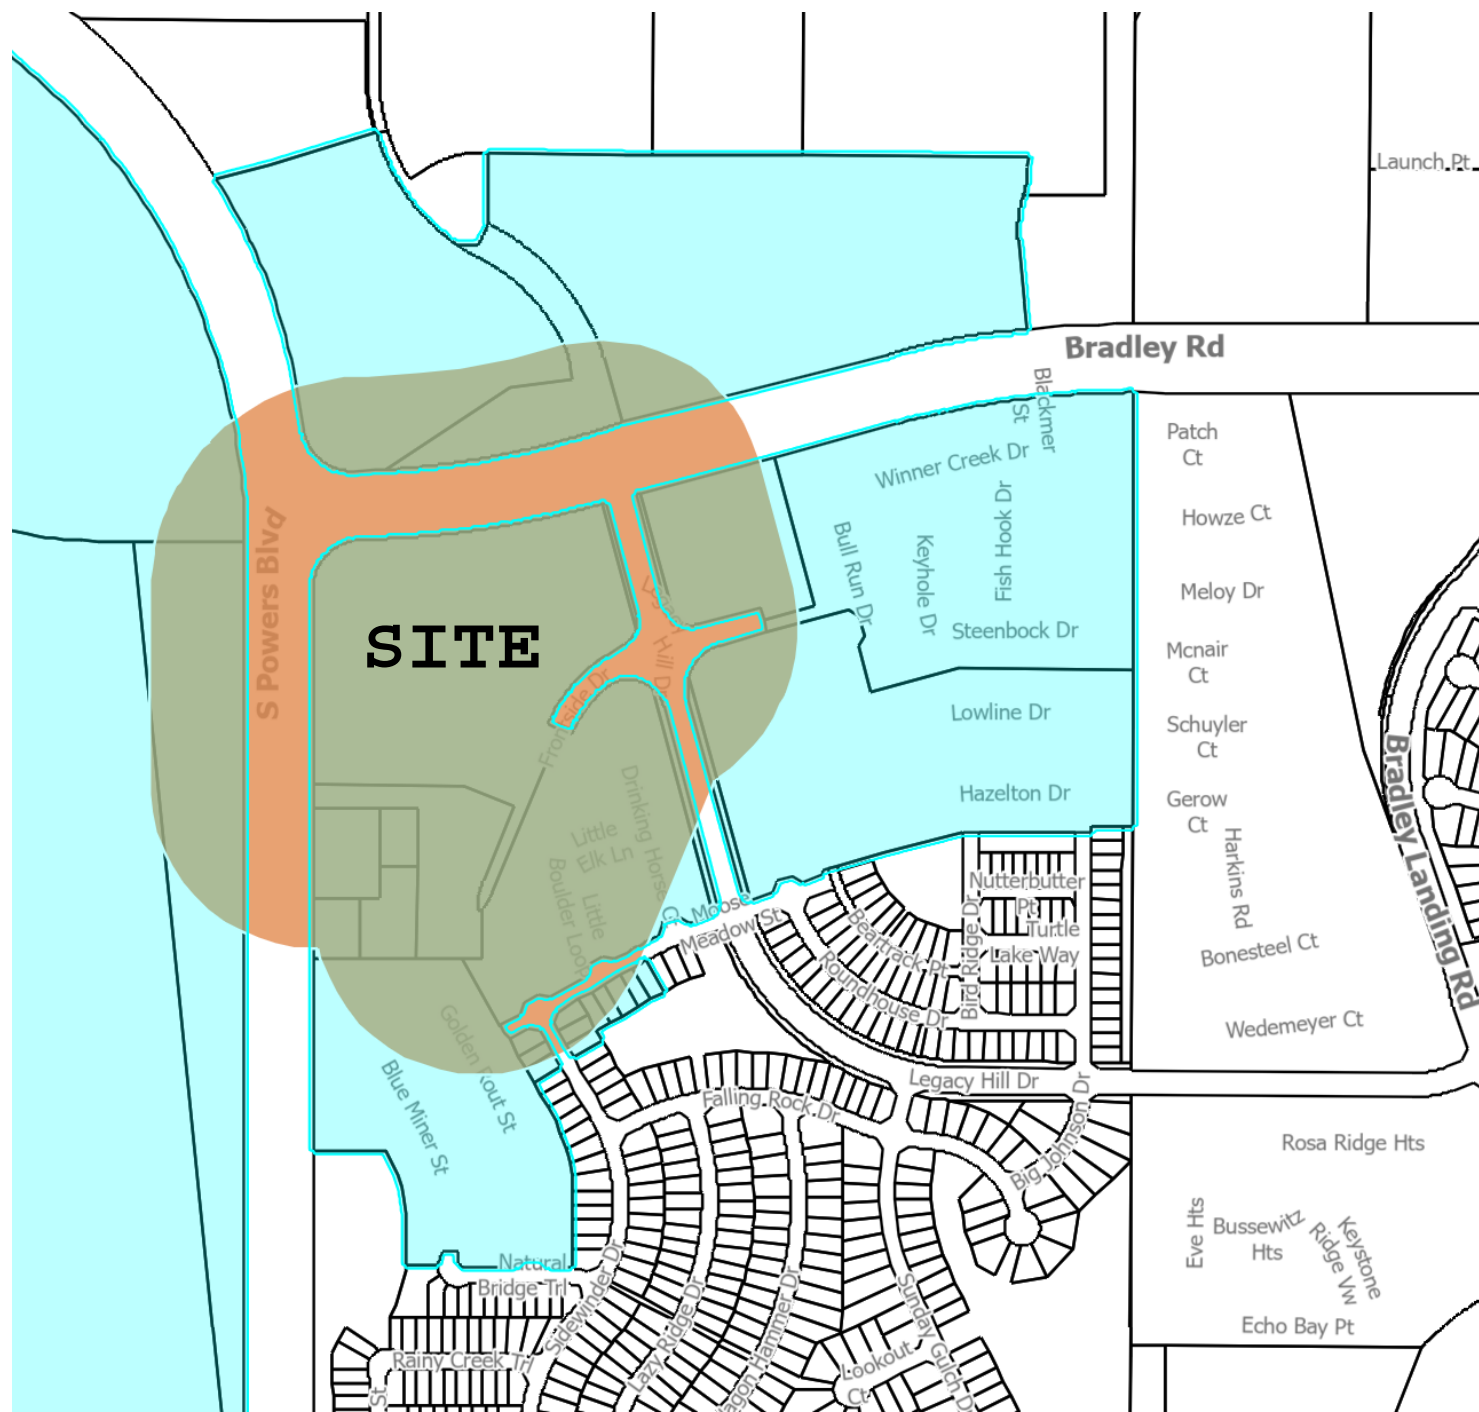 Launch Pt
Bradley Rd
Blackmer
St
Patch
Ct
Winner Creek Dr
Howze Ct
Fish Hook Dr
S Powers Blvd
Bull Run Dr
Keyhole Dr
Meloy Dr
Legacy
Hill Dr
SITE
Steenbock Dr
Mcnair
Ct
Lowline Dr
Schuyler
Ct
Drinking Horse
Hazelton Dr
Gerow
Ct
Bradley Landing Rd
Little
Elk Ln
Little
Boulder Loop
Harkins Rd
Nutterbutter
Pt
Moose
Meadow St
Beartrack Pt
Bird Ridge Dr
Turtle
Lake Way
Bonesteel Ct
Roundhouse Dr
Wedemeyer Ct
Golden
Blue Miner St
Legacy Hill Dr
Falling Rock Dr
Big Johnson Dr
Rosa Ridge Hts
Eve Hts
Bussewitz
Hts
Keystone
Ridge Vw
Natural
Bridge Trl
Sidewinder Dr
Lazy Ridge Dr
Hammer Dr
Sunday Gulch Dr
Echo Bay Pt
Rainy Creek Trl
Lookout
Ct
St